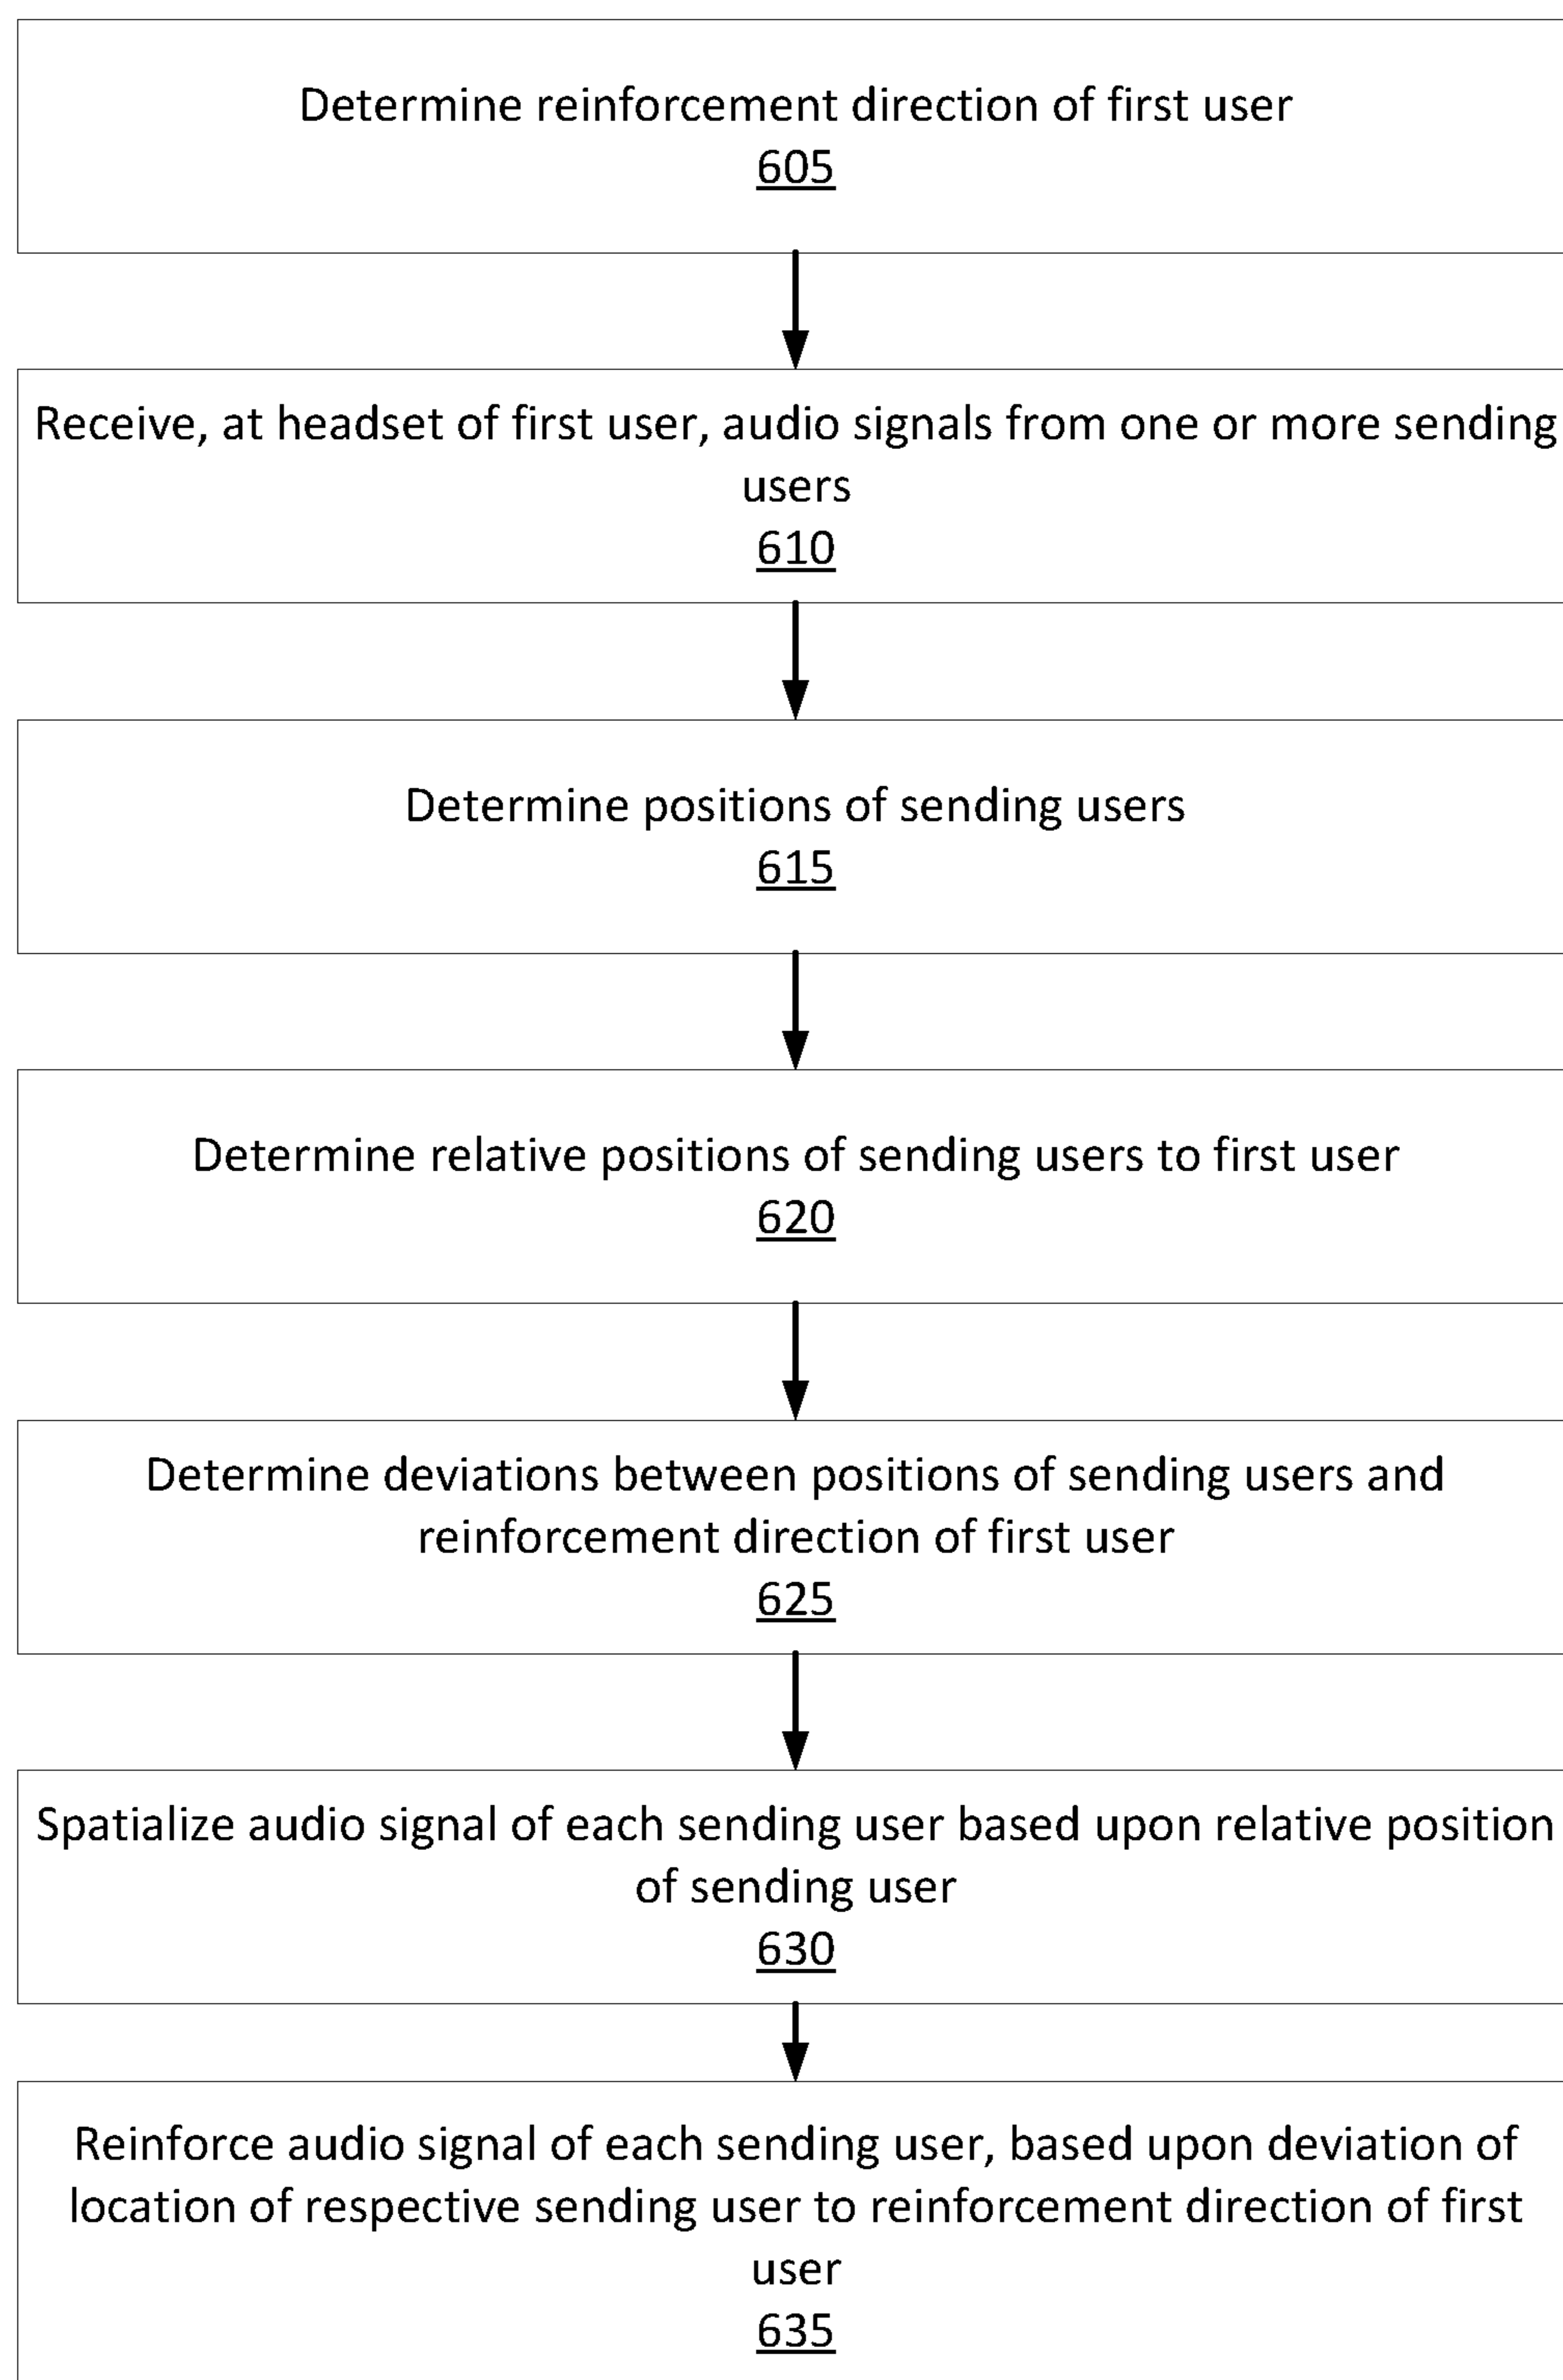 Determine reinforcement direction of first user
605
Receive, at headset of first user, audio signals from one or more sending
users
610
Determine positions of sending users
615
Determine relative positions of sending users to first user
620
Determine deviations between positions of sending users and
reinforcement direction of first user
625
Spatialize audio signal of each sending user based upon relative position
of sending user
630
Reinforce audio signal of each sending user, based upon deviation of
location of respective sending user to reinforcement direction of first
user
635